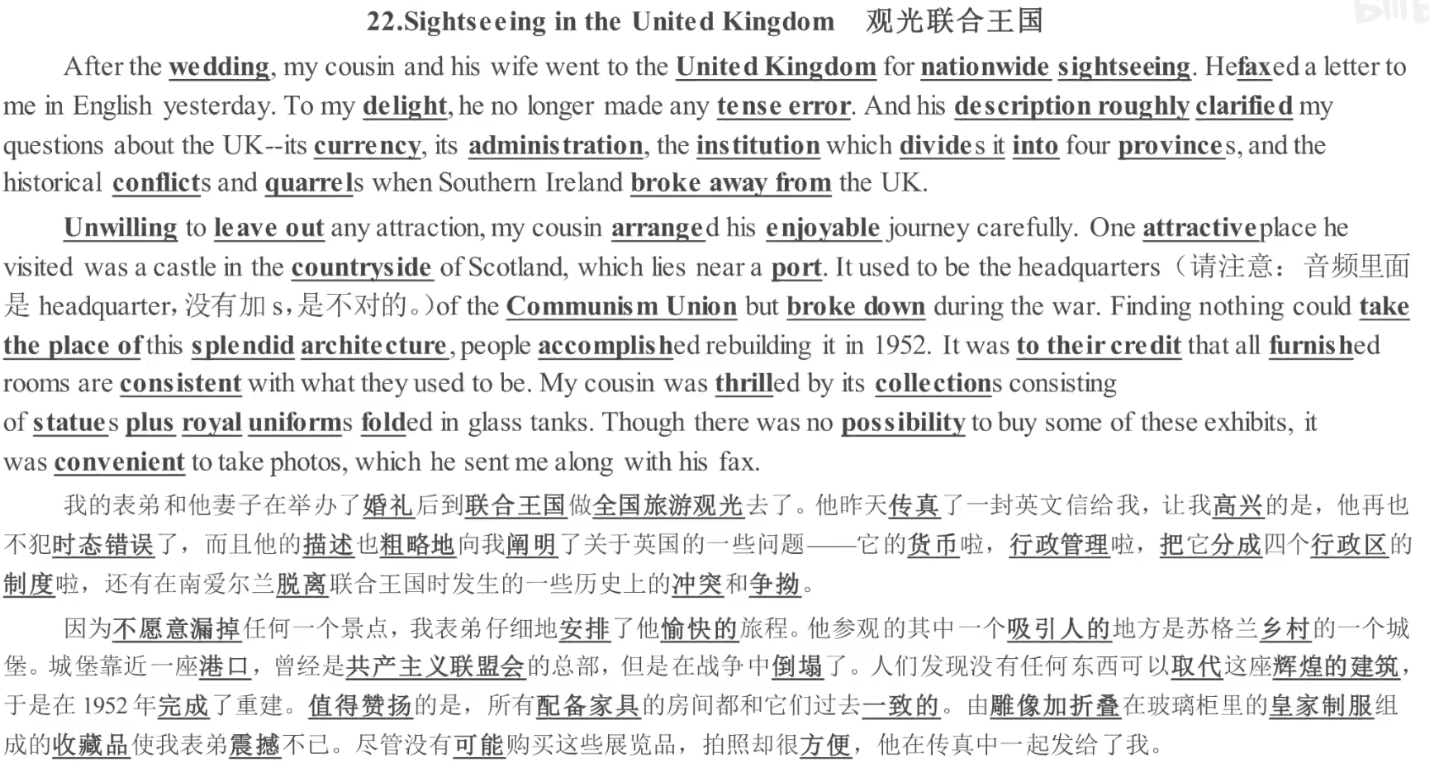 22.Sightseeing in the United Kingdom 观光联合王国
After the wedding, my cousin and his wife went to the United Kingdom for nationwide sightseeing. Hefaxed a letter to
me in English yesterday. To my delight, he no longer made any tense error. And his description roughly clarified my
questions about the UK--its currency, its administration, the institution which divides it into four provinces, and the
historical conflicts and quarrels when Southern Ireland broke away from the UK.
Unwilling to leave out any attraction, my cousin arranged his enjoyable journey carefully. One attractiveplace he
visited was a castle in the countryside of Scotland, which lies near a port. It used to be the headquarters（请注意：音频里面
是 headquarter，没有加 s，是不对的。）of the Communism Union but broke down during the war. Finding nothing could take
the place of this splendid architecture, people accomplished rebuilding it in 1952. It was to their credit that all furnished
rooms are consistent with what they used to be. My cousin was thrilled by its collections consisting
of statues plus royal uniforms folded in glass tanks. Though there was no possibility to buy some of these exhibits, it
was convenient to take photos, which he sent me along with his fax.
我的表弟和他妻子在举办了婚礼后到联合王国做全国旅游观光去了。他昨天传真了一封英文信给我，让我高兴的是，他再也
不犯时态错误了，而且他的描述也粗略地向我阐明了关于英国的一些问题——它的货币啦，行政管理啦，把它分成四个行政区的
制度啦，还有在南爱尔兰脱离联合王国时发生的一些历史上的冲突和争拗。
因为不愿意漏掉任何一个景点，我表弟仔细地安排了他愉快的旅程。他参观的其中一个吸引人的地方是苏格兰乡村的一个城
堡。城堡靠近一座港口，曾经是共产主义联盟会的总部，但是在战争中倒塌了。人们发现没有任何东西可以取代这座辉煌的建筑，
于是在 1952 年完成了重建。值得赞扬的是，所有配备家具的房间都和它们过去一致的。由雕像加折叠在玻璃柜里的皇家制服组
成的收藏品使我表弟震撼不已。尽管没有可能购买这些展览品，拍照却很方便，他在传真中一起发给了我。